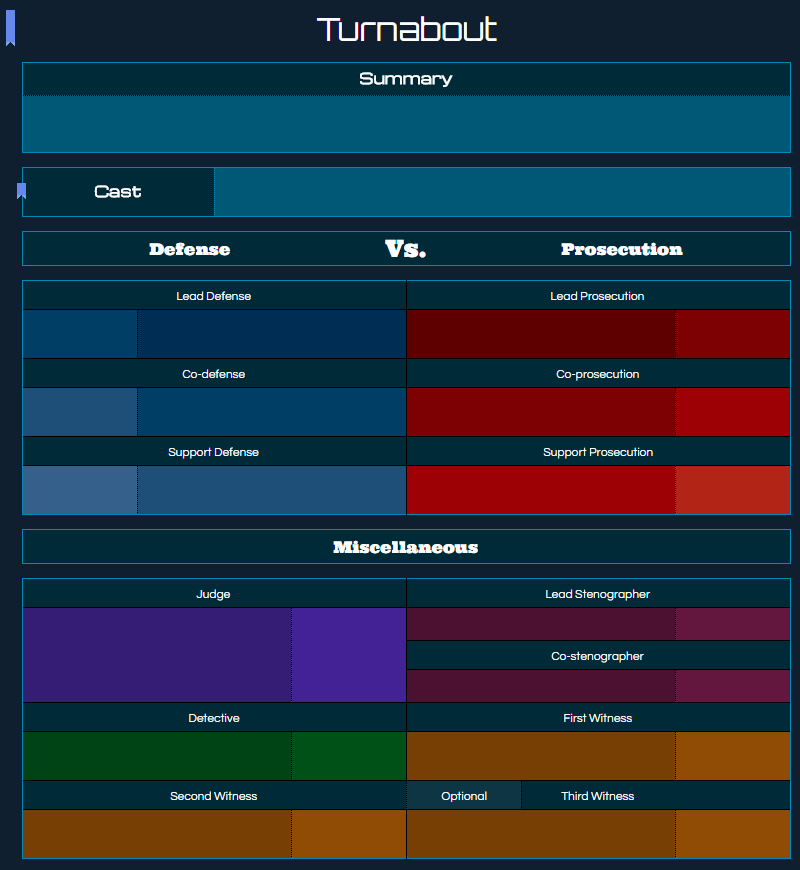 Turnabout
Summary
Cast
Defense Vs. Prosecution
Lead Defense Lead Prosecution
Co-defense Co-prosecution
Support Defense Support Prosecution
Miscellaneous
Judge Lead Stenographer
Co-stenographer
Detective First Witness
Second Witness Optional Third Witness